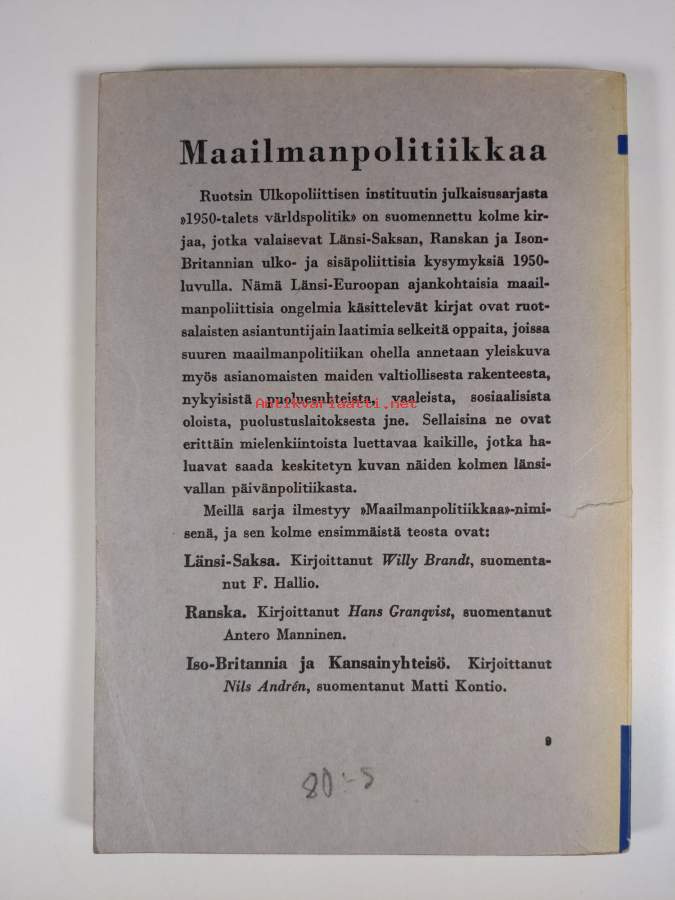 Maailmanpolitiikkaa
Ruotsin Ulkopoliittisen instituutin julkaisusarjasta
»1950-talets världspolitik» on suomennettu kolme kir-
jaa, jotka valaisevat Länsi-Saksan, Ranskan ja Ison-
Britannian ulko- ja sisäpoliittisia kysymyksiä 1950-
luvulla. Nämä Länsi-Euroopan ajankohtaisia maail-
manpoliittisia ongelmia käsittelevät kirjat ovat ruot-
salaisten asiantuntijain laatimia selkeitä oppaita, joissa
suuren maailmanpolitiikan ohella annetaan yleiskuva
myös asianomaisten maiden valtiollisesta rakenteesta,
nykyisistä puoluesuhteista, vaaleista, sosiaalisista
Antikvariaatti.net
oloista, puolustuslaitoksesta jne. Sellaisina ne ovat
erittäin mielenkiintoista luettavaa kaikille, jotka ha-
luavat saada keskitetyn kuvan näiden kolmen länsi-
vallan päivänpolitiikasta.
Meillä sarja ilmestyy »Maailmanpolitiikkaa»-nimi-
senä, ja sen kolme ensimmäistä teosta ovat:
Länsi-Saksa. Kirjoittanut Willy Brandt, suomenta-
nut F. Hallio.
Ranska. Kirjoittanut Hans Granqvist, suomentanut
Antero Manninen.
Iso-Britannia ja Kansainyhteisö. Kirjoittanut
Nils Andrén, suomentanut Matti Kontio.
9
80:-5